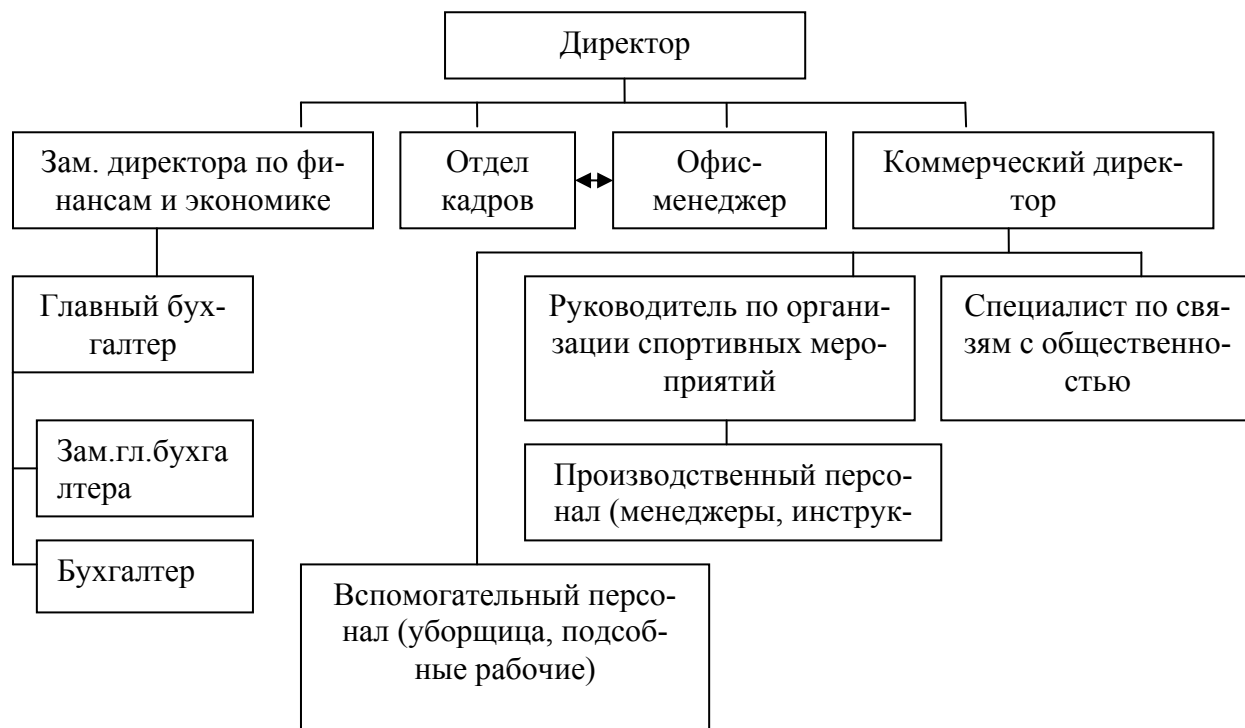 Директор
Зам. директора по фи-
нансам и экономике
Отдел
кадров
Офис-
менеджер
Коммерческий дирек-
тор
Главный бух-
галтер
Руководитель по органи-
зации спортивных меро-
приятий
Специалист по свя-
зям с общественно-
стью
Зам.гл.бухга
лтера
Производственный персо-
нал (менеджеры, инструк-
Бухгалтер
Вспомогательный персо-
нал (уборщица, подсоб-
ные рабочие)